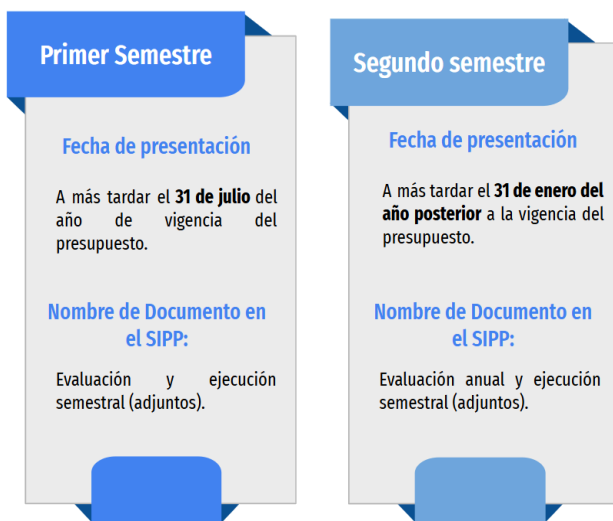 Primer Semestre
Fecha de presentación
A más tardar el 31 de julio del
año de vigencia del
presupuesto.
Nombre de Documento en
el SIPP:
Evaluación y ejecución
semestral (adjuntos).
Segundo semestre
Fecha de presentación
A más tardar el 31 de enero del
año posterior a la vigencia del
presupuesto.
Nombre de Documento en
el SIPP:
Evaluación anual y ejecución
semestral (adjuntos).